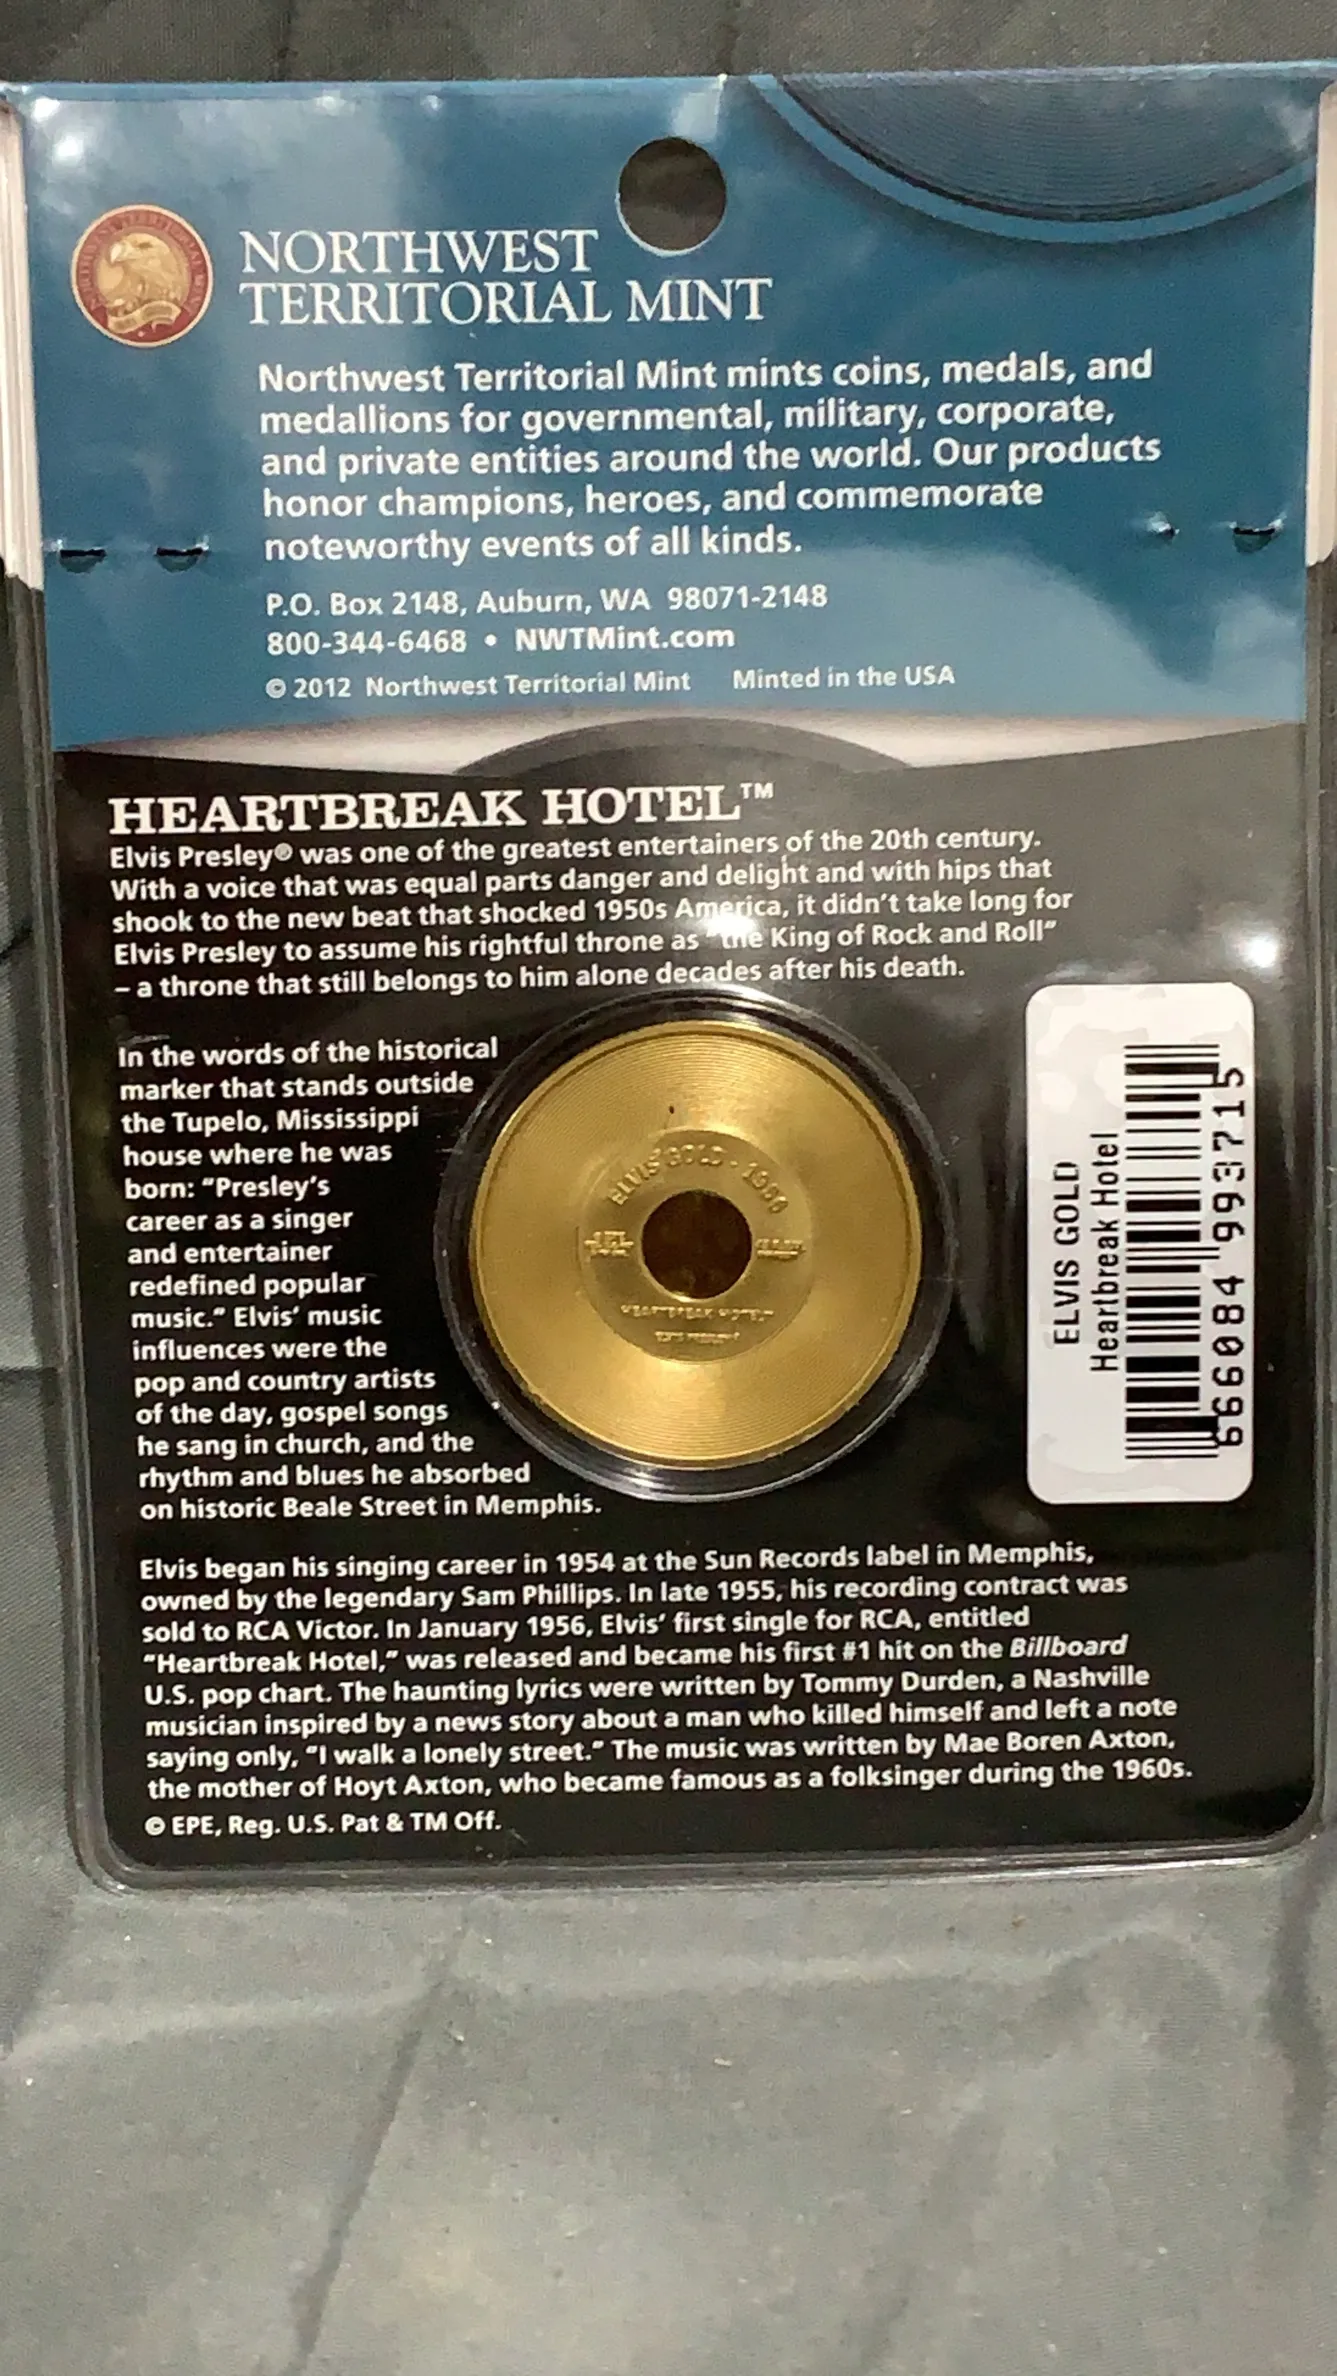 NORTHWEST
TERRITORIAL MINT
Northwest Territorial Mint mints coins, medals, and
medallions for governmental, military, corporate,
and private entities around the world. Our products
honor champions, heroes, and commemorate
noteworthy events of all kinds.
P.O. Box 2148, Auburn, WA 98071-2148
800-344-6468 • NWTMint.com
© 2012 Northwest Territorial Mint Minted in the USA
HEARTBREAK HOTEL™
Elvis Presley® was one of the greatest entertainers of the 20th century.
With a voice that was equal parts danger and delight and with hips that
shook to the new beat that shocked 1950s America, it didn't take long for
Elvis Presley to assume his rightful throne as "the King of Rock and Roll"
– a throne that still belongs to him alone decades after his death.
In the words of the historical
marker that stands outside
the Tupelo, Mississippi
house where he was
born: "Presley's
career as a singer
and entertainer
redefined popular
music." Elvis' music
influences were the
pop and country artists
of the day, gospel songs
he sang in church, and the
rhythm and blues he absorbed
on historic Beale Street in Memphis.
ELVIS GOLD
HEARTBREAK HOTEL™
ELVIS GOLD
Heartbreak Hotel
666084 993715
Elvis began his singing career in 1954 at the Sun Records label in Memphis,
owned by the legendary Sam Phillips. In late 1955, his recording contract was
sold to RCA Victor. In January 1956, Elvis' first single for RCA, entitled
"Heartbreak Hotel," was released and became his first #1 hit on the Billboard
U.S. pop chart. The haunting lyrics were written by Tommy Durden, a Nashville
musician inspired by a news story about a man who killed himself and left a note
saying only, "I walk a lonely street." The music was written by Mae Boren Axton,
the mother of Hoyt Axton, who became famous as a folksinger during the 1960s.
© EPE, Reg. U.S. Pat & TM Off.